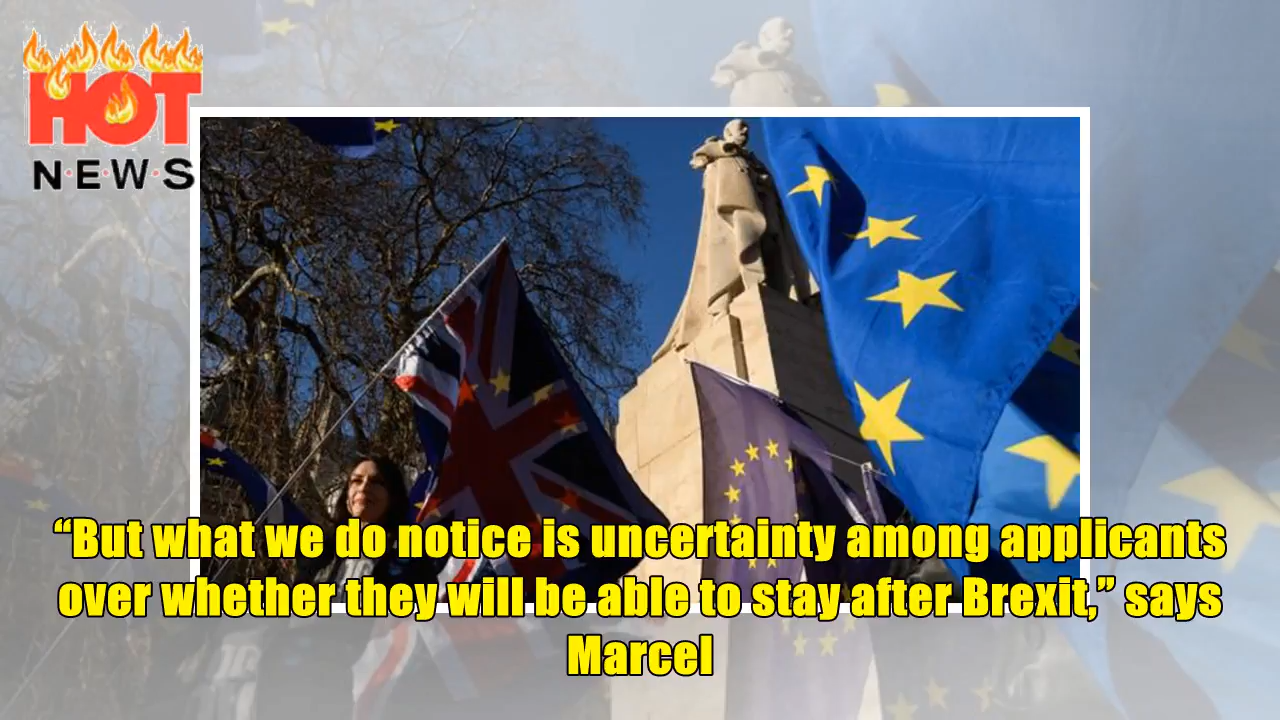 HOT
N·E·W·S
“But what we do notice is uncertainty among applicants
over whether they will be able to stay after Brexit,” says
Marcel